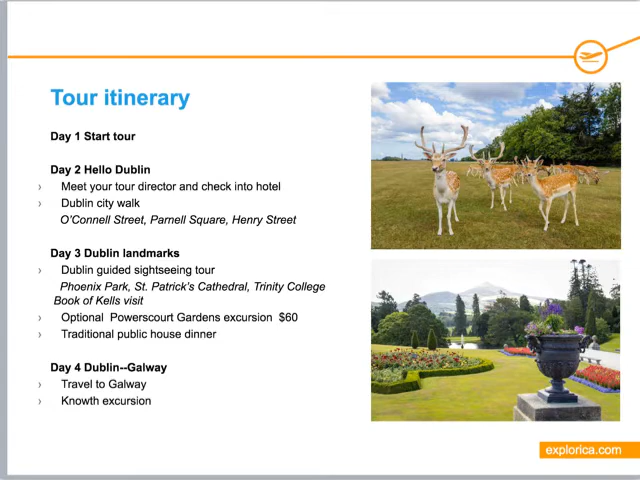 Tour itinerary
Day 1 Start tour
Day 2 Hello Dublin
› Meet your tour director and check into hotel
› Dublin city walk
O'Connell Street, Parnell Square, Henry Street
Day 3 Dublin landmarks
› Dublin guided sightseeing tour
Phoenix Park, St. Patrick's Cathedral, Trinity College
Book of Kells visit
› Optional Powerscourt Gardens excursion $60
› Traditional public house dinner
Day 4 Dublin--Galway
› Travel to Galway
› Knowth excursion
explorica.com